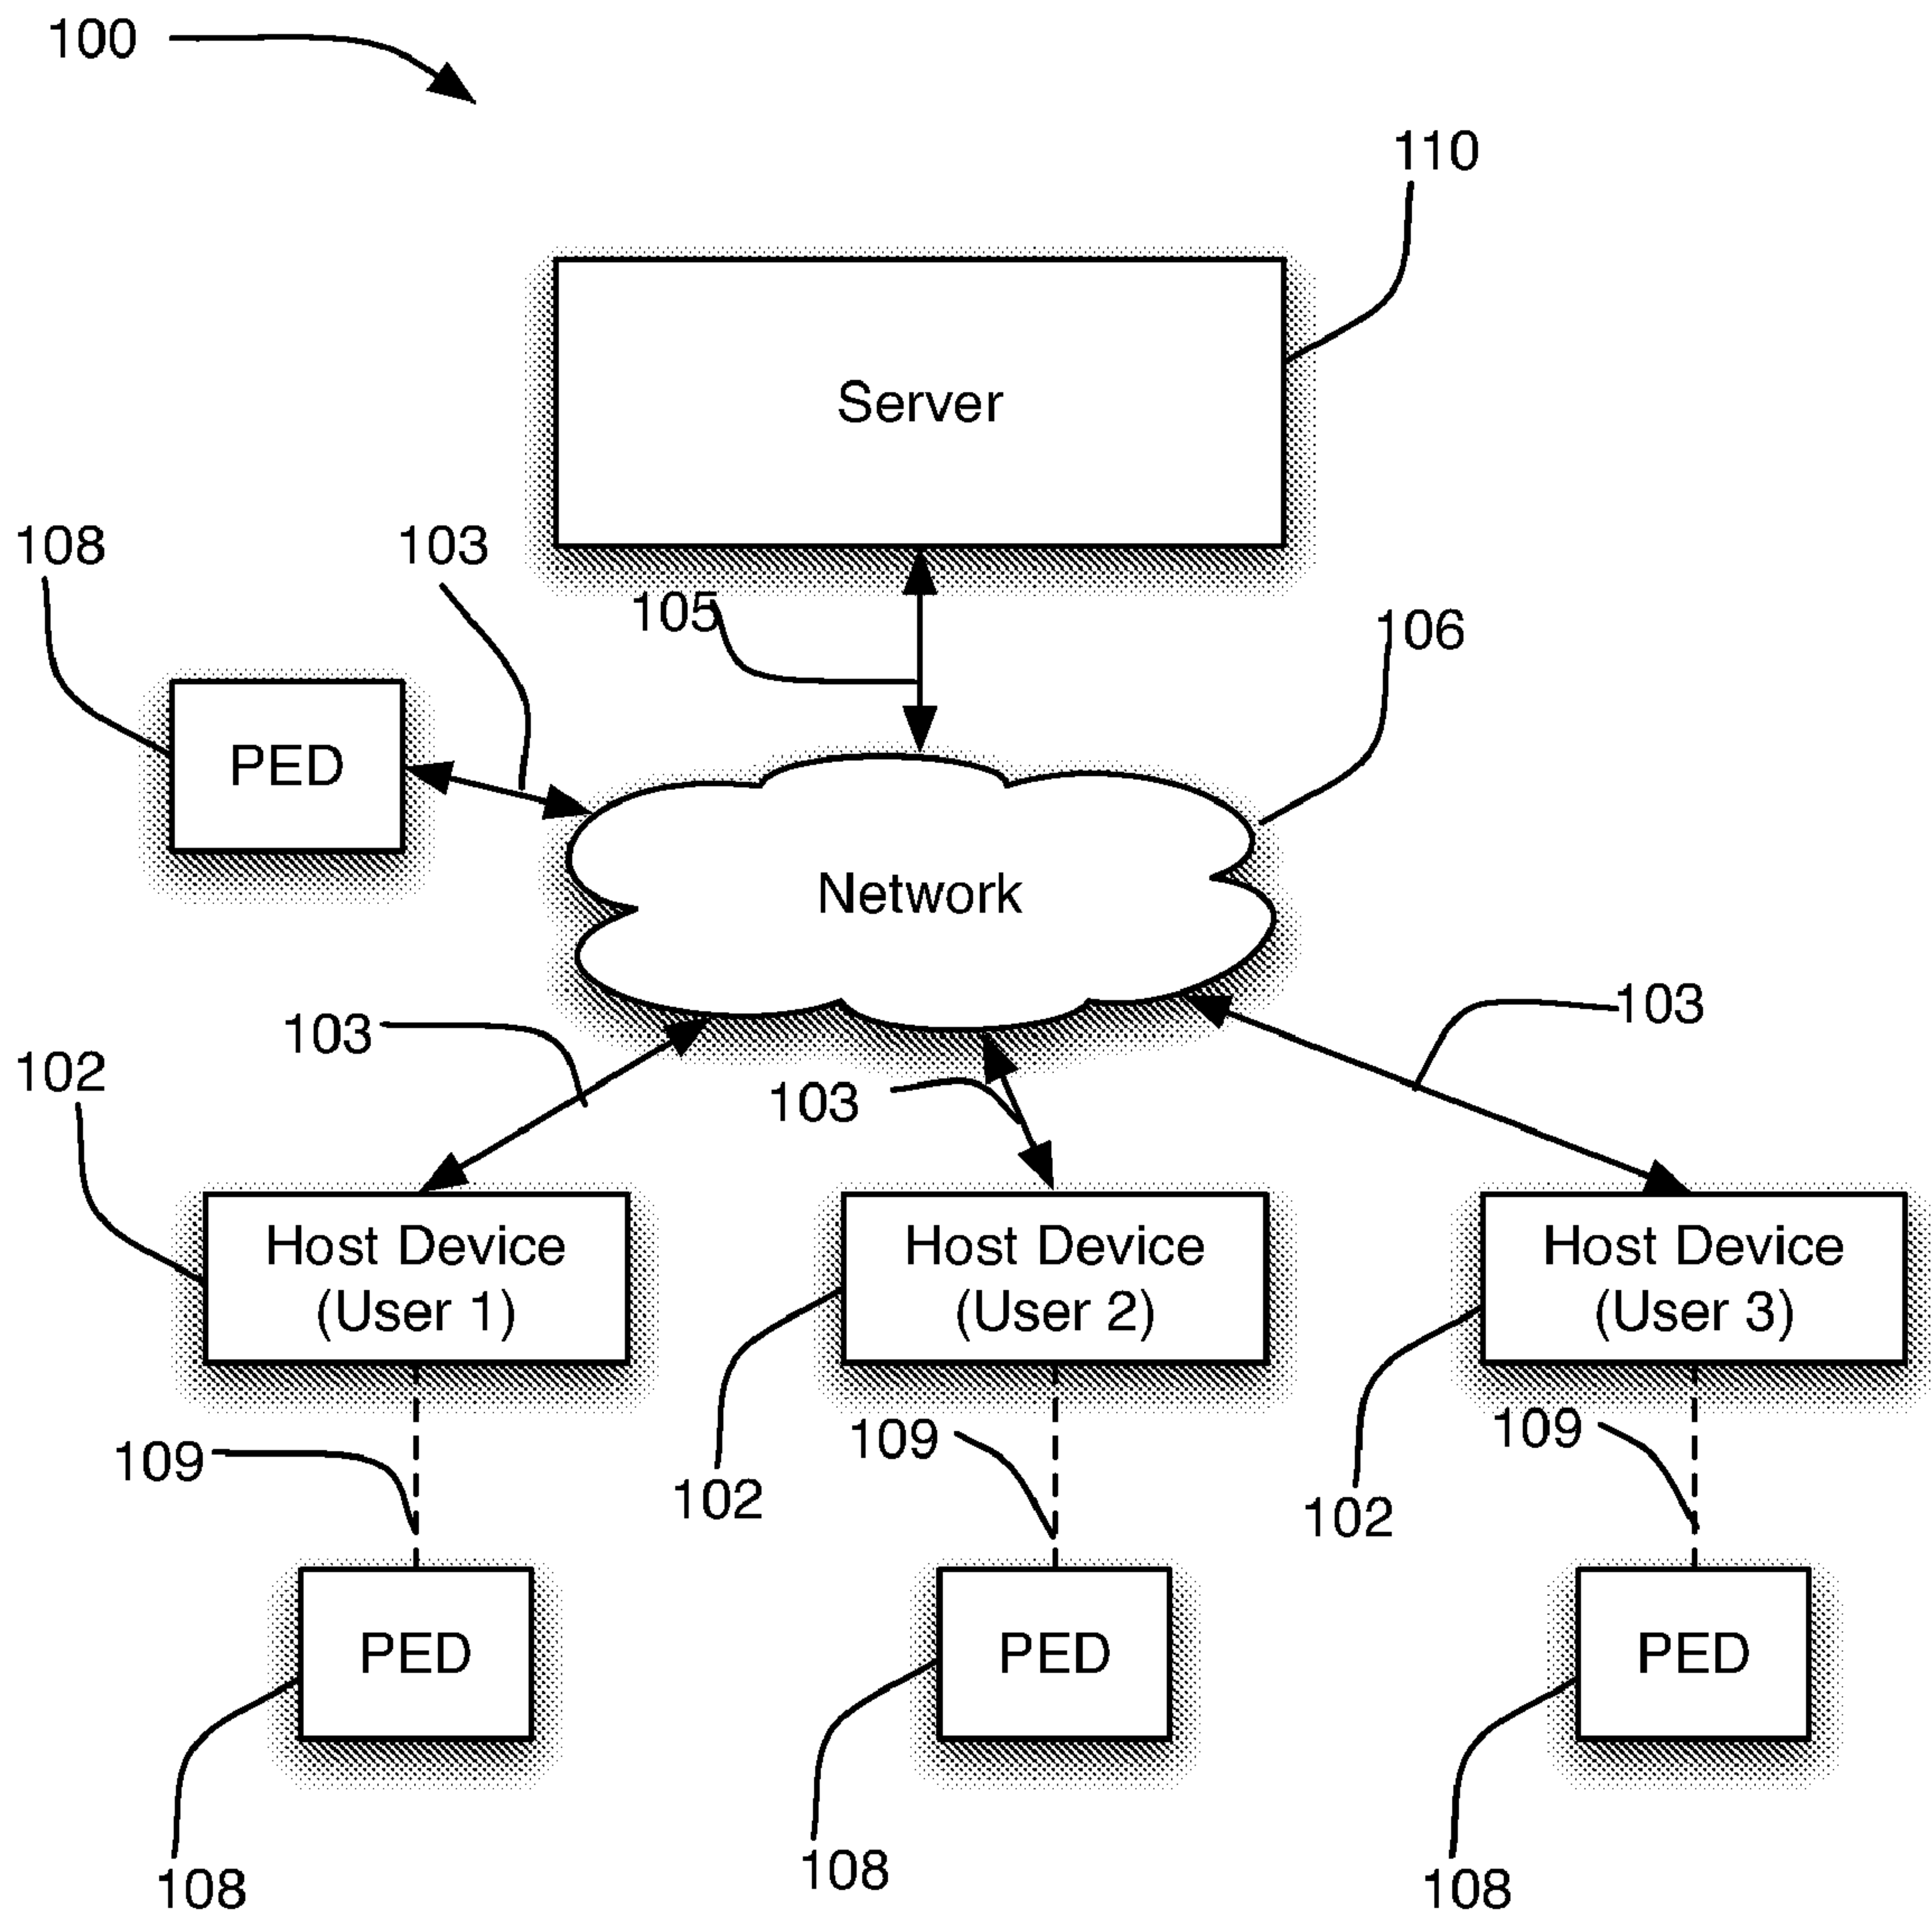 100
110
Server
108
103
105
106
PED
Network
103
103
102
103
Host Device
(User 1)
Host Device
(User 2)
Host Device
(User 3)
109
109
109
102
102
PED
PED
PED
108
108
108